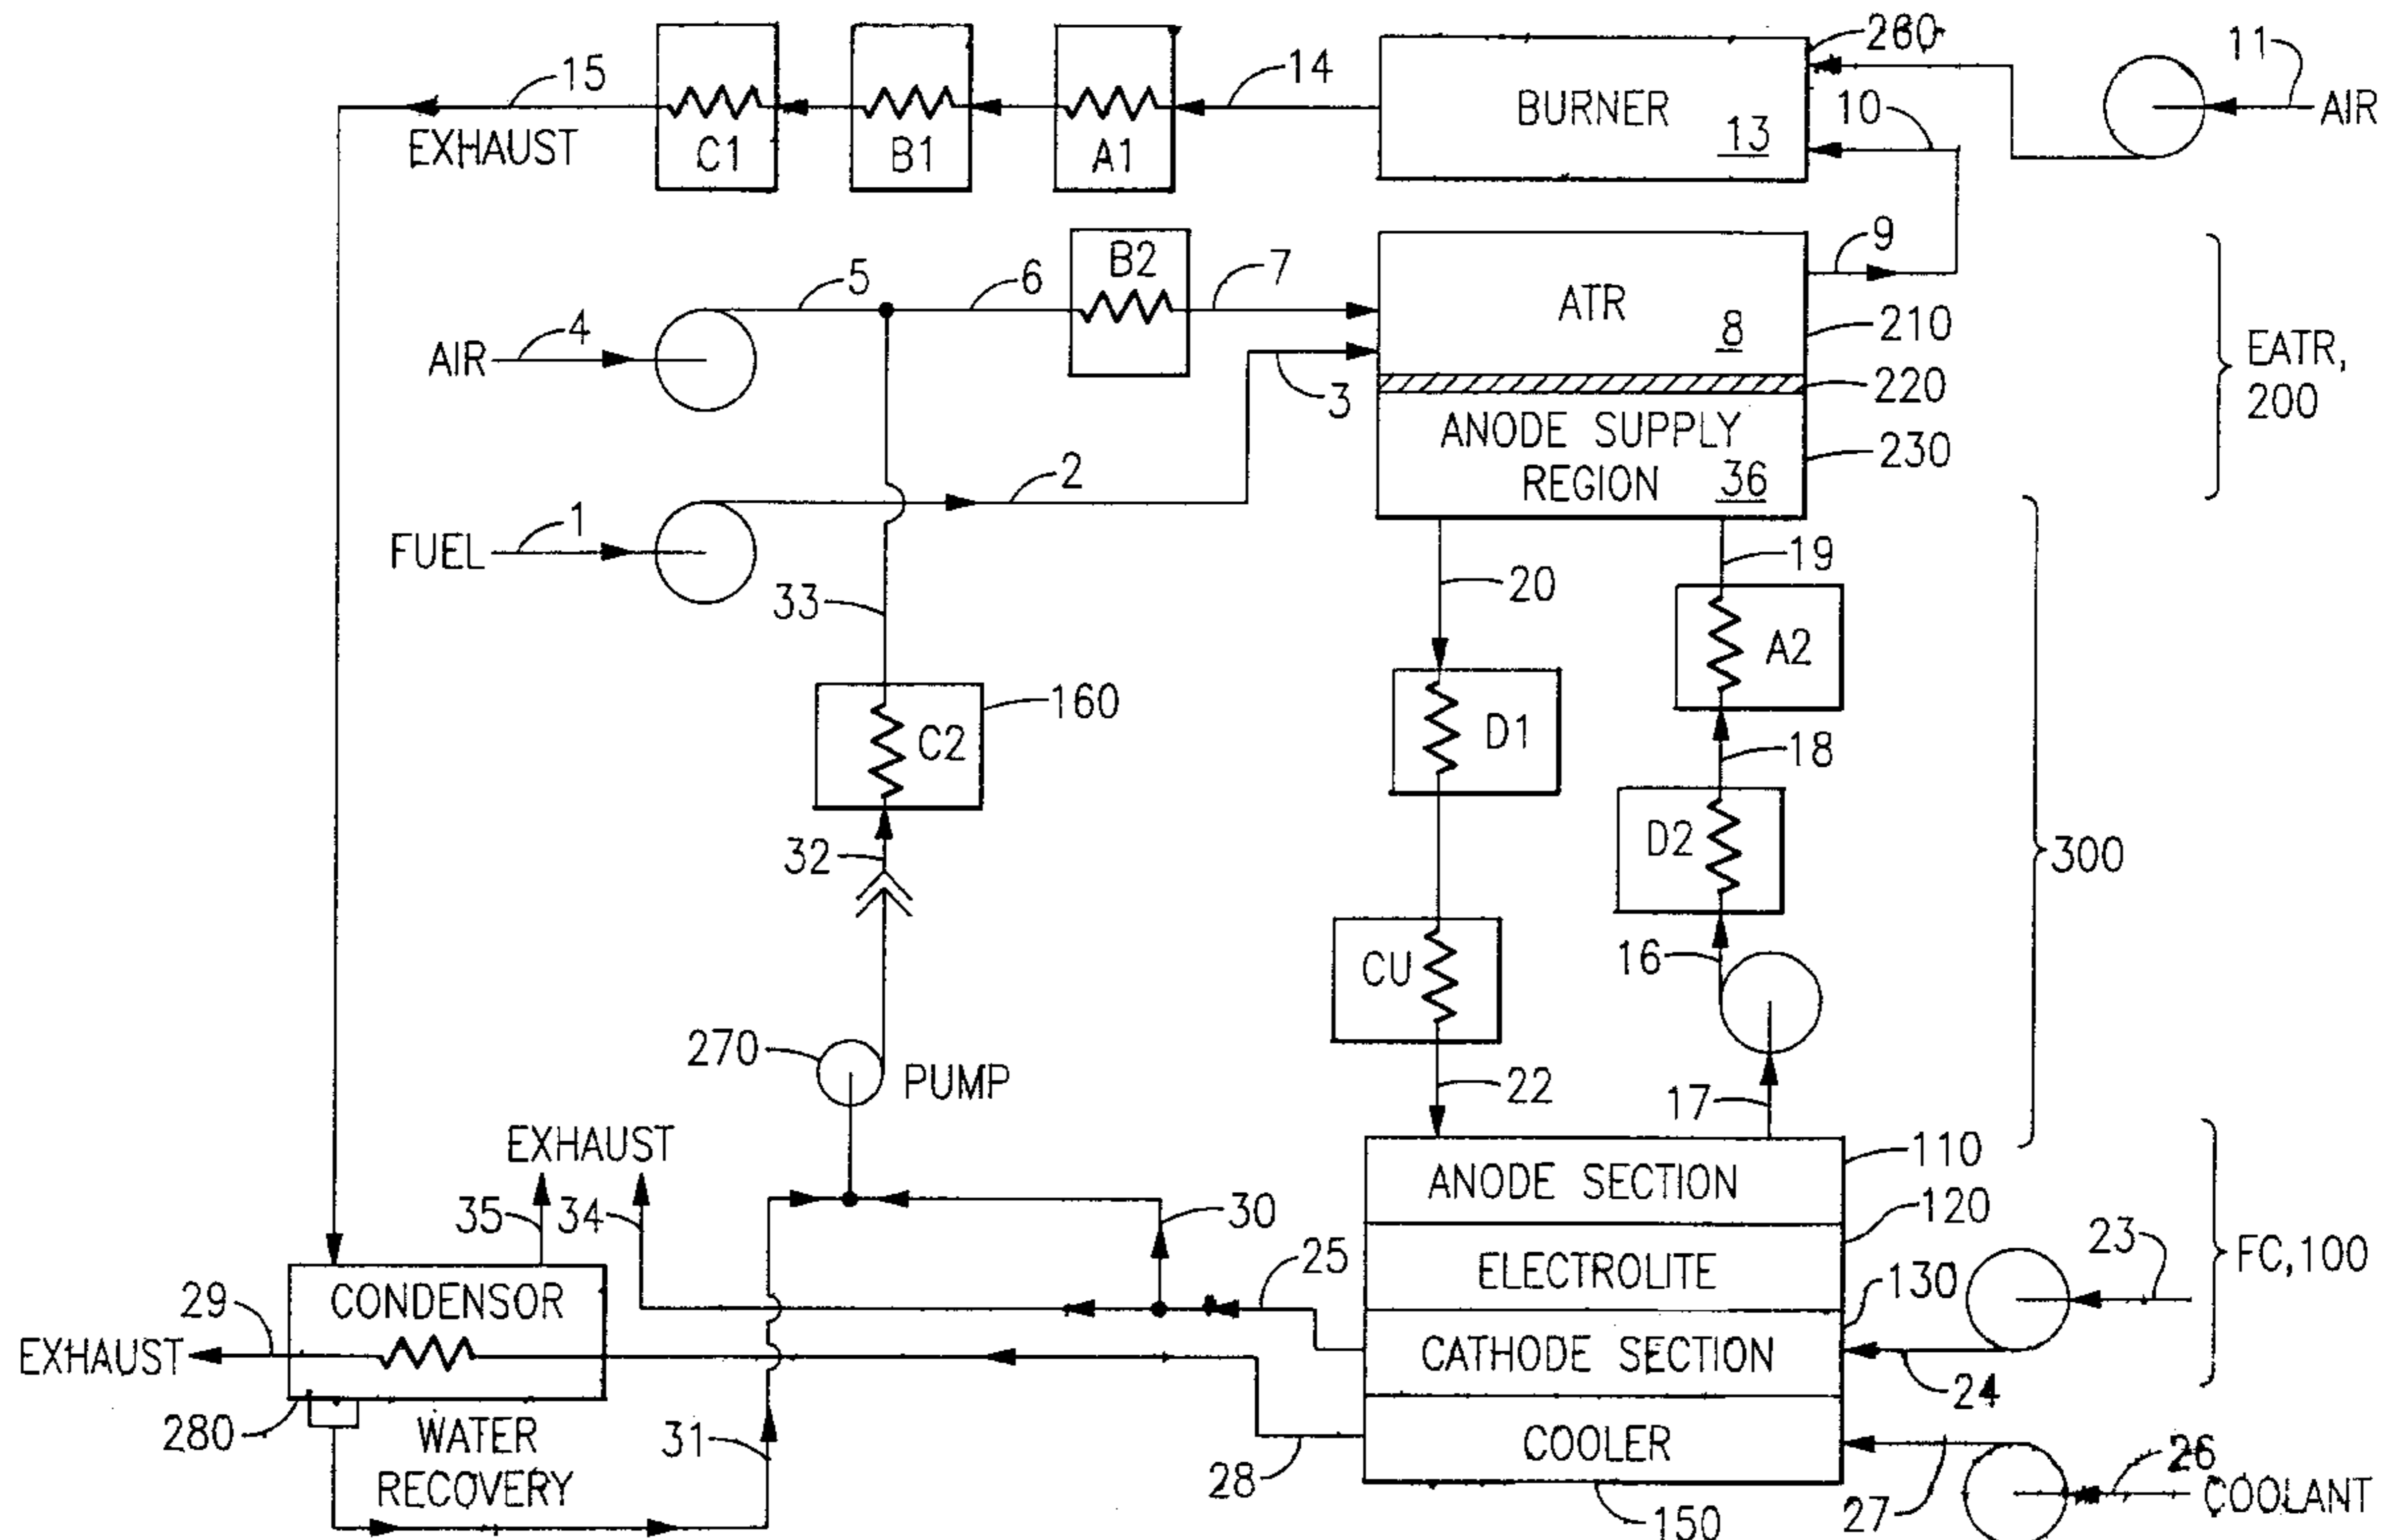 260
11
15
14
10
BURNER
AIR
13
C1
B1
A1
EXHAUST
B2
9
5
6
7
ATR
4
8
210
AIR
EATR,
200
3
220
ANODE SUPPLY
REGION
36
230
2
1
FUEL
19
20
33
A2
160
D1
C2
18
D2
300
32
CU
16
270
PUMP
22
17
EXHAUST
ANODE SECTION
110
35
34
30
120
25
23
ELECTROLITE
FC,100
29
CONDENSOR
130
EXHAUST
CATHODE SECTION
24
280
WATER
RECOVERY
31
COOLER
28
26
27
COOLANT
150